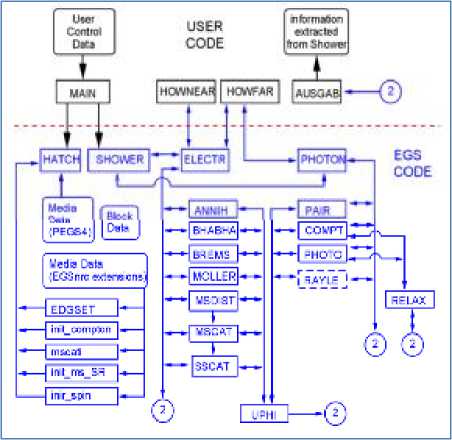 User
Control
Data
USER
CODE
information
extracted
from Shower
MAIN
HOWNEAR
HOWFAR
AUSGAB
2
HATCH
SHOWER
ELECTR
PHOTON
EGS
CODE
Media
Data
(PEGS4)
Block
Data
Media Data
(EGSnrc extensions)
EDGSET
init_compton
mscati
init_ms_SR
inir_spin
ANNIH
BHABHA
BREMS
MOLLER
MSDIST
MSCAT
SSCAT
PAIR
COMPT
PHOTO
RAYLE
RELAX
2
2
2
UPHI
2